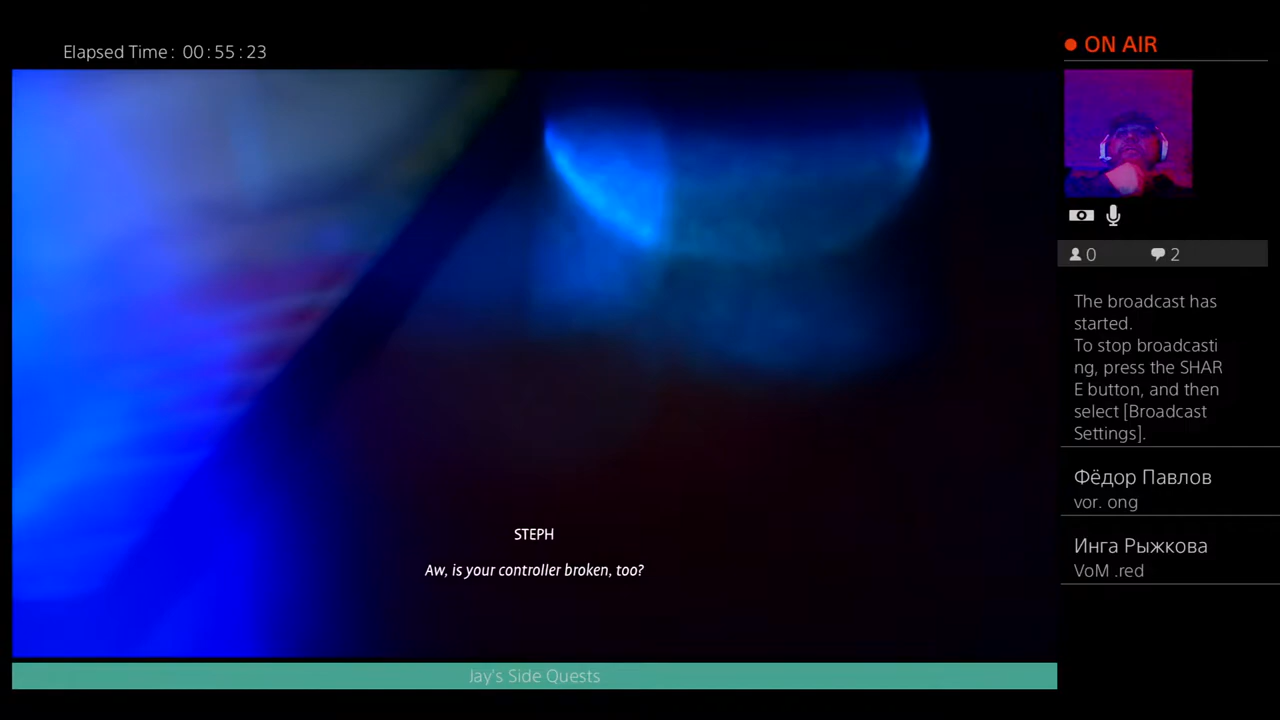 Elapsed Time: 00:55:23
ON AIR
0 2
The broadcast has
started.
To stop broadcasti
ng, press the SHAR
E button, and then
select [Broadcast
Settings].
Фёдор Павлов
vor. ong
Инга Рыжкова
VoM .red
STEPH
Aw, is your controller broken, too?
Jay's Side Quests